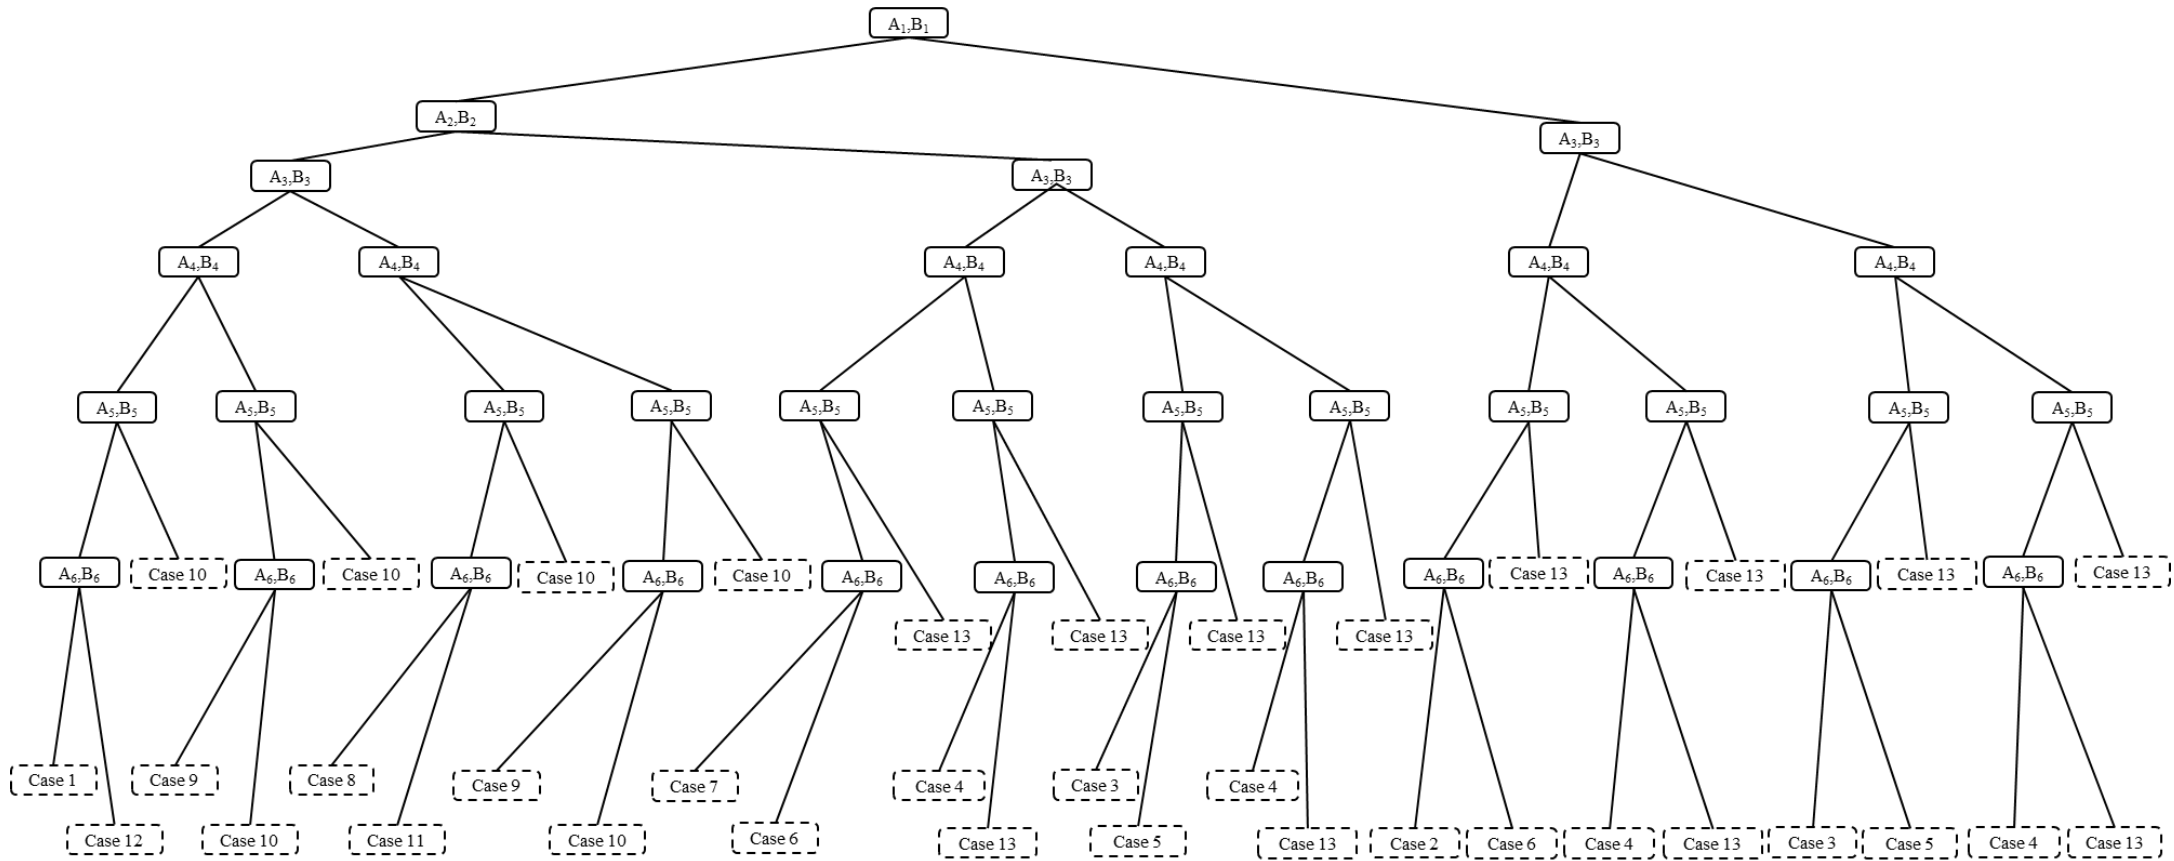 A₁,B₁
A₂,B₂
A₃,B₃
A₃,B₃
A₃,B₃
A₄,B₄
A₄,B₄
A₄,B₄
A₄,B₄
A₄,B₄
A₄,B₄
A₅,B₅
A₅,B₅
A₅,B₅
A₅,B₅
A₅,B₅
A₅,B₅
A₅,B₅
A₅,B₅
A₅,B₅
A₅,B₅
A₅,B₅
A₅,B₅
A₆,B₆
Case 10
A₆,B₆
Case 10
A₆,B₆
Case 10
A₆,B₆
Case 10
A₆,B₆
A₆,B₆
A₆,B₆
A₆,B₆
A₆,B₆
Case 13
A₆,B₆
Case 13
A₆,B₆
Case 13
A₆,B₆
Case 13
Case 13
Case 13
Case 13
Case 13
Case 1
Case 9
Case 8
Case 9
Case 7
Case 4
Case 3
Case 4
Case 12
Case 10
Case 11
Case 10
Case 6
Case 13
Case 5
Case 13
Case 2
Case 6
Case 4
Case 13
Case 3
Case 5
Case 4
Case 13